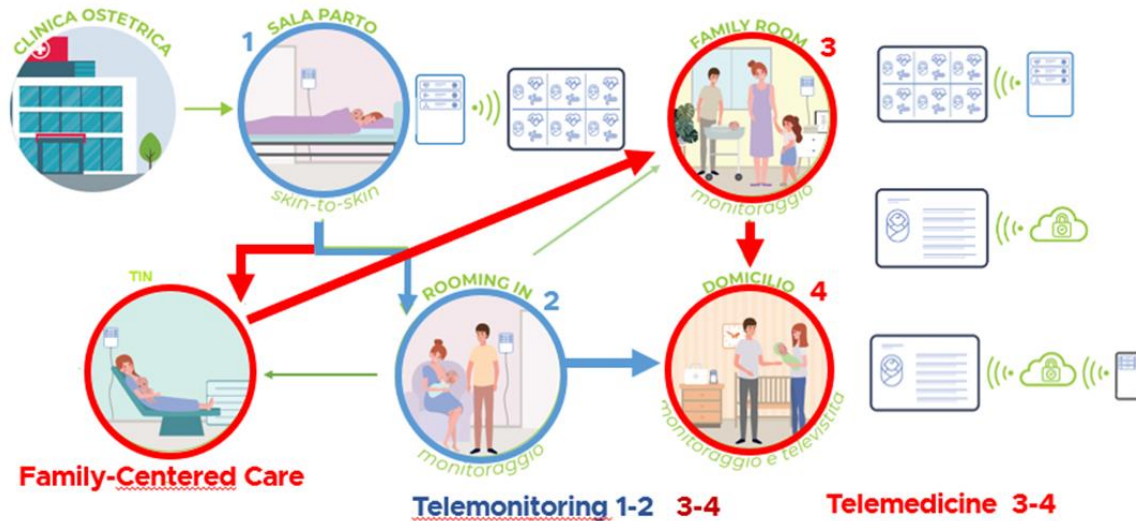 CLINICA OSTETRICA
1
SALA PARTO
skin-to-skin
FAMILY ROOM
3
monitoraggio
TIN
ROOMING IN
2
monitoraggio
DOMICILIO
4
monitoraggio e televistita
Family-Centered Care
Telemonitoring 1-2 3-4
Telemedicine 3-4